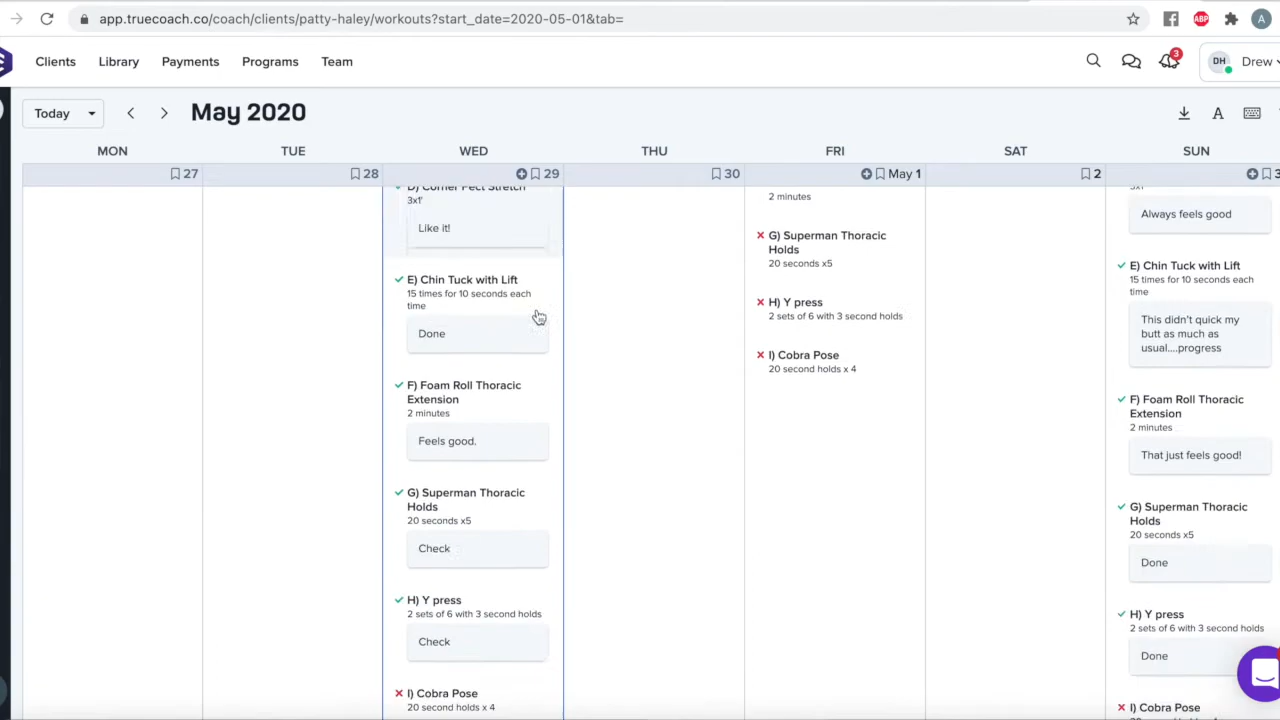 app.truecoach.co/coach/clients/patty-haley/workouts?start_date=2020-05-01&tab=
ABP
A
Clients Library Payments Programs Team
3
DH Drew
Today
May 2020
A
MON TUE WED THU FRI SAT SUN
27 28 29 30 May 1 2 3
D) Corner Pect Stretch
3x1'
Like it!
E) Chin Tuck with Lift
15 times for 10 seconds each
time
Done
F) Foam Roll Thoracic
Extension
2 minutes
Feels good.
G) Superman Thoracic
Holds
20 seconds x5
Check
H) Y press
2 sets of 6 with 3 second holds
Check
I) Cobra Pose
20 second holds x 4
2 minutes
G) Superman Thoracic
Holds
20 seconds x5
H) Y press
2 sets of 6 with 3 second holds
I) Cobra Pose
20 second holds x 4
3x1'
Always feels good
E) Chin Tuck with Lift
15 times for 10 seconds each
time
This didn't quick my
butt as much as
usual....progress
F) Foam Roll Thoracic
Extension
2 minutes
That just feels good!
G) Superman Thoracic
Holds
20 seconds x5
Done
H) Y press
2 sets of 6 with 3 second holds
Done
I) Cobra Pose